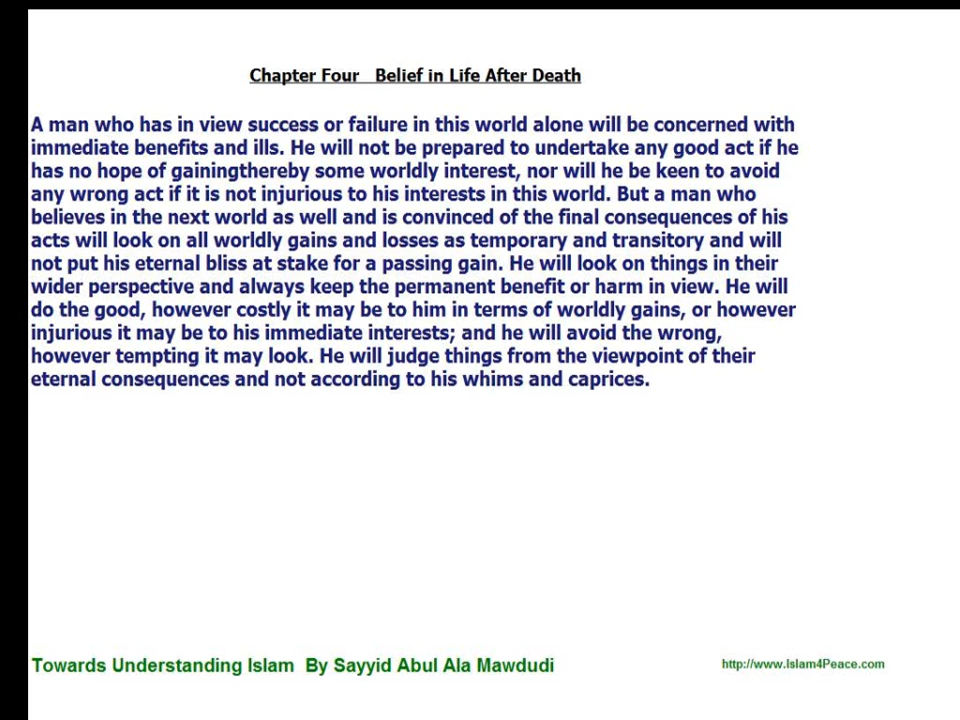 Chapter Four   Belief in Life After Death
A man who has in view success or failure in this world alone will be concerned with
immediate benefits and ills. He will not be prepared to undertake any good act if he
has no hope of gainingthereby some worldly interest, nor will he be keen to avoid
any wrong act if it is not injurious to his interests in this world. But a man who
believes in the next world as well and is convinced of the final consequences of his
acts will look on all worldly gains and losses as temporary and transitory and will
not put his eternal bliss at stake for a passing gain. He will look on things in their
wider perspective and always keep the permanent benefit or harm in view. He will
do the good, however costly it may be to him in terms of worldly gains, or however
injurious it may be to his immediate interests; and he will avoid the wrong,
however tempting it may look. He will judge things from the viewpoint of their
eternal consequences and not according to his whims and caprices.
Towards Understanding Islam  By Sayyid Abul Ala Mawdudi
http://www.Islam4Peace.com